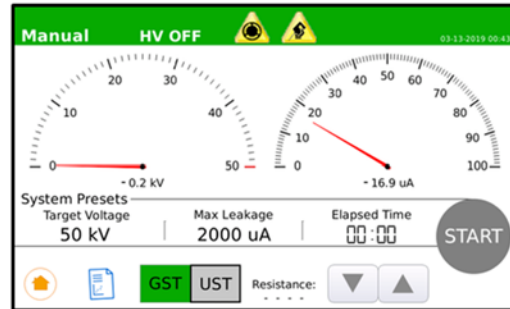 Manual HV OFF 03-13-2019 00:43
0 10 20 30 40 50
- 0.2 kV
0 10 20 30 40 50 60 70 80 90 100
- 16.9 uA
System Presets
Target Voltage Max Leakage Elapsed Time
50 kV 2000 uA 00:00
START
GST UST Resistance:
- - - -